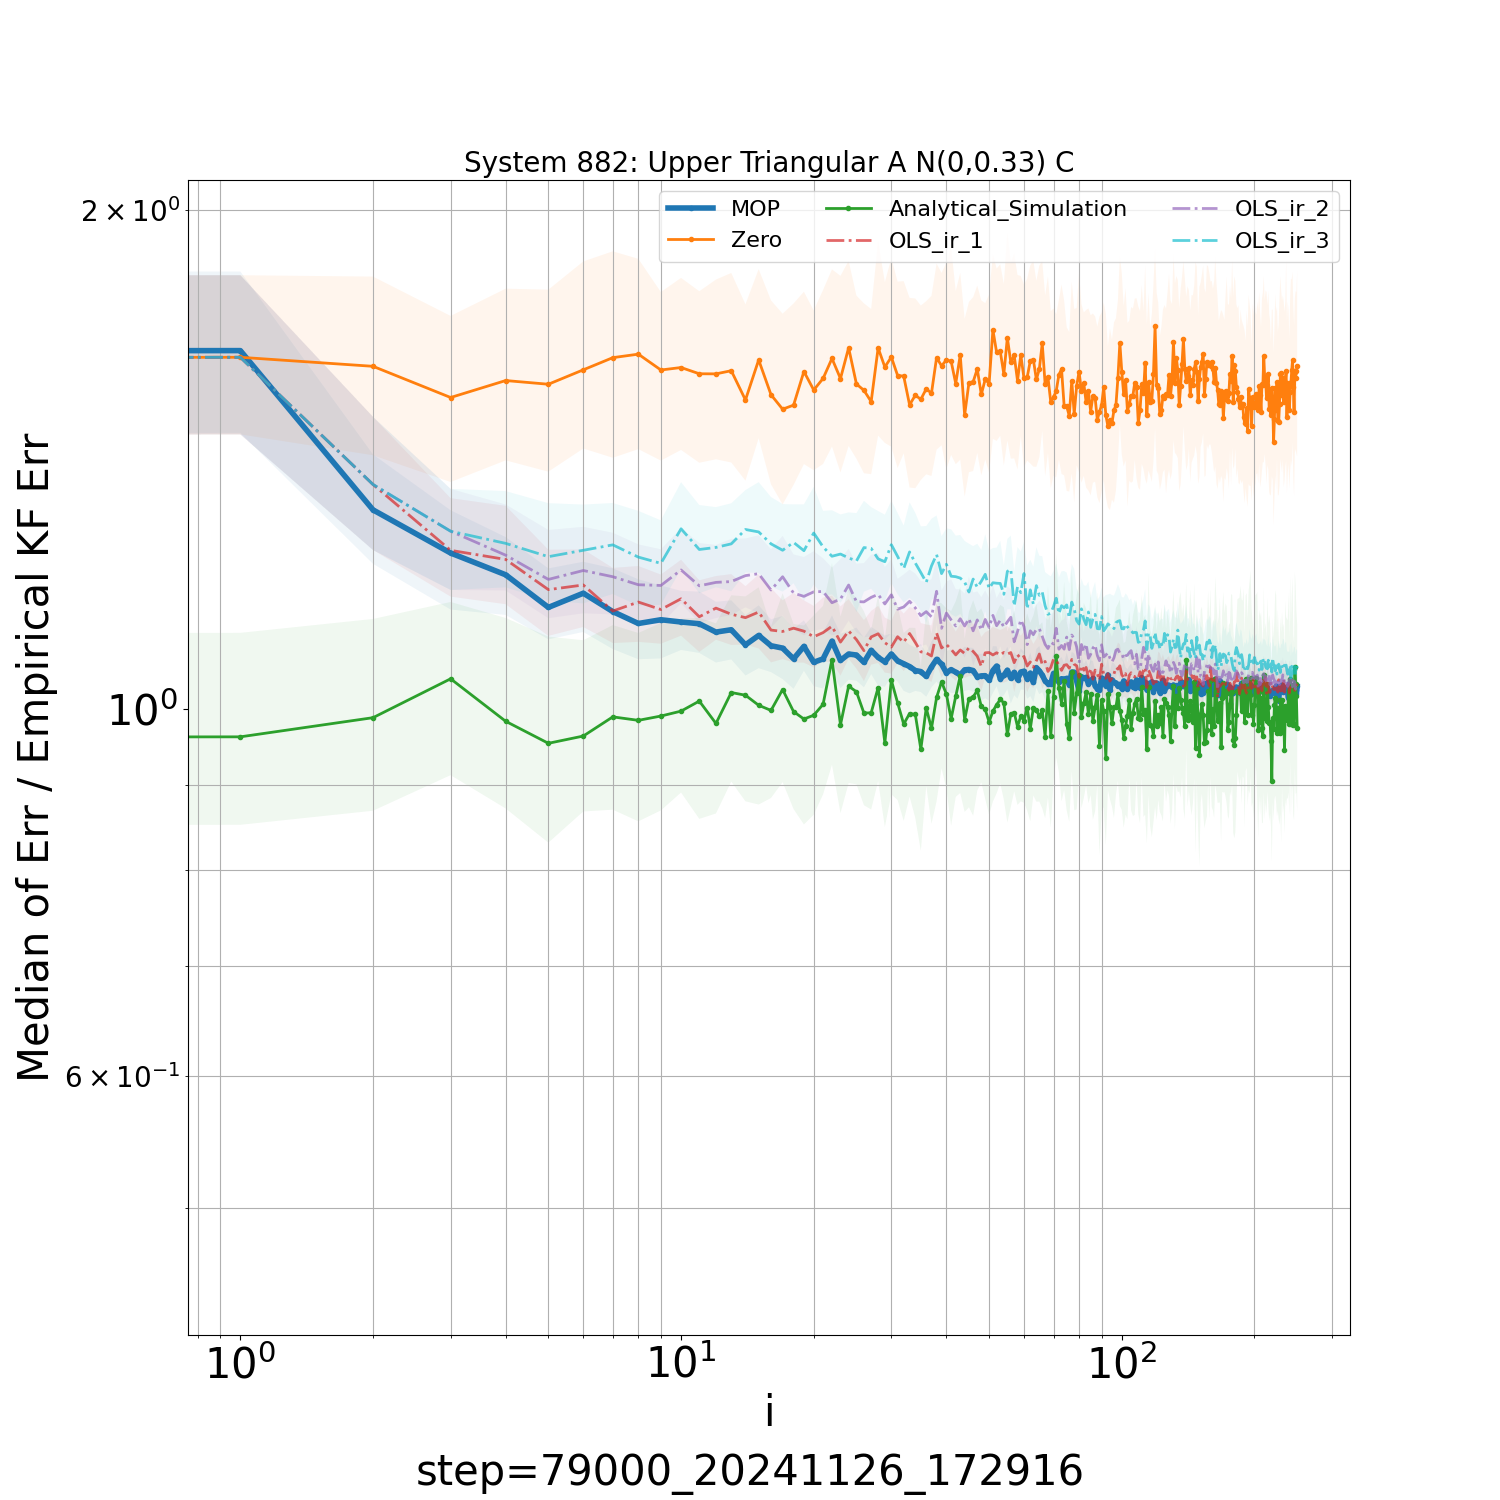 System 882: Upper Triangular A N(0,0.33) C
MOP
Zero
Analytical_Simulation
OLS_ir_1
OLS_ir_2
OLS_ir_3
Median of Err / Empirical KF Err
2 × 10⁰
10⁰
6 × 10⁻¹
10⁰
10¹
10²
i
step=79000_20241126_172916